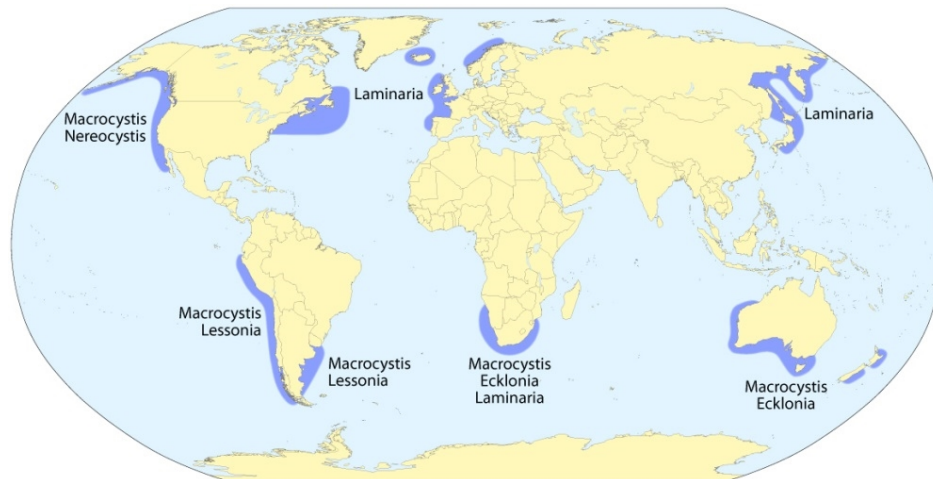 Laminaria
Macrocystis
Nereocystis
Laminaria
Macrocystis
Lessonia
Macrocystis
Lessonia
Macrocystis
Ecklonia
Laminaria
Macrocystis
Ecklonia